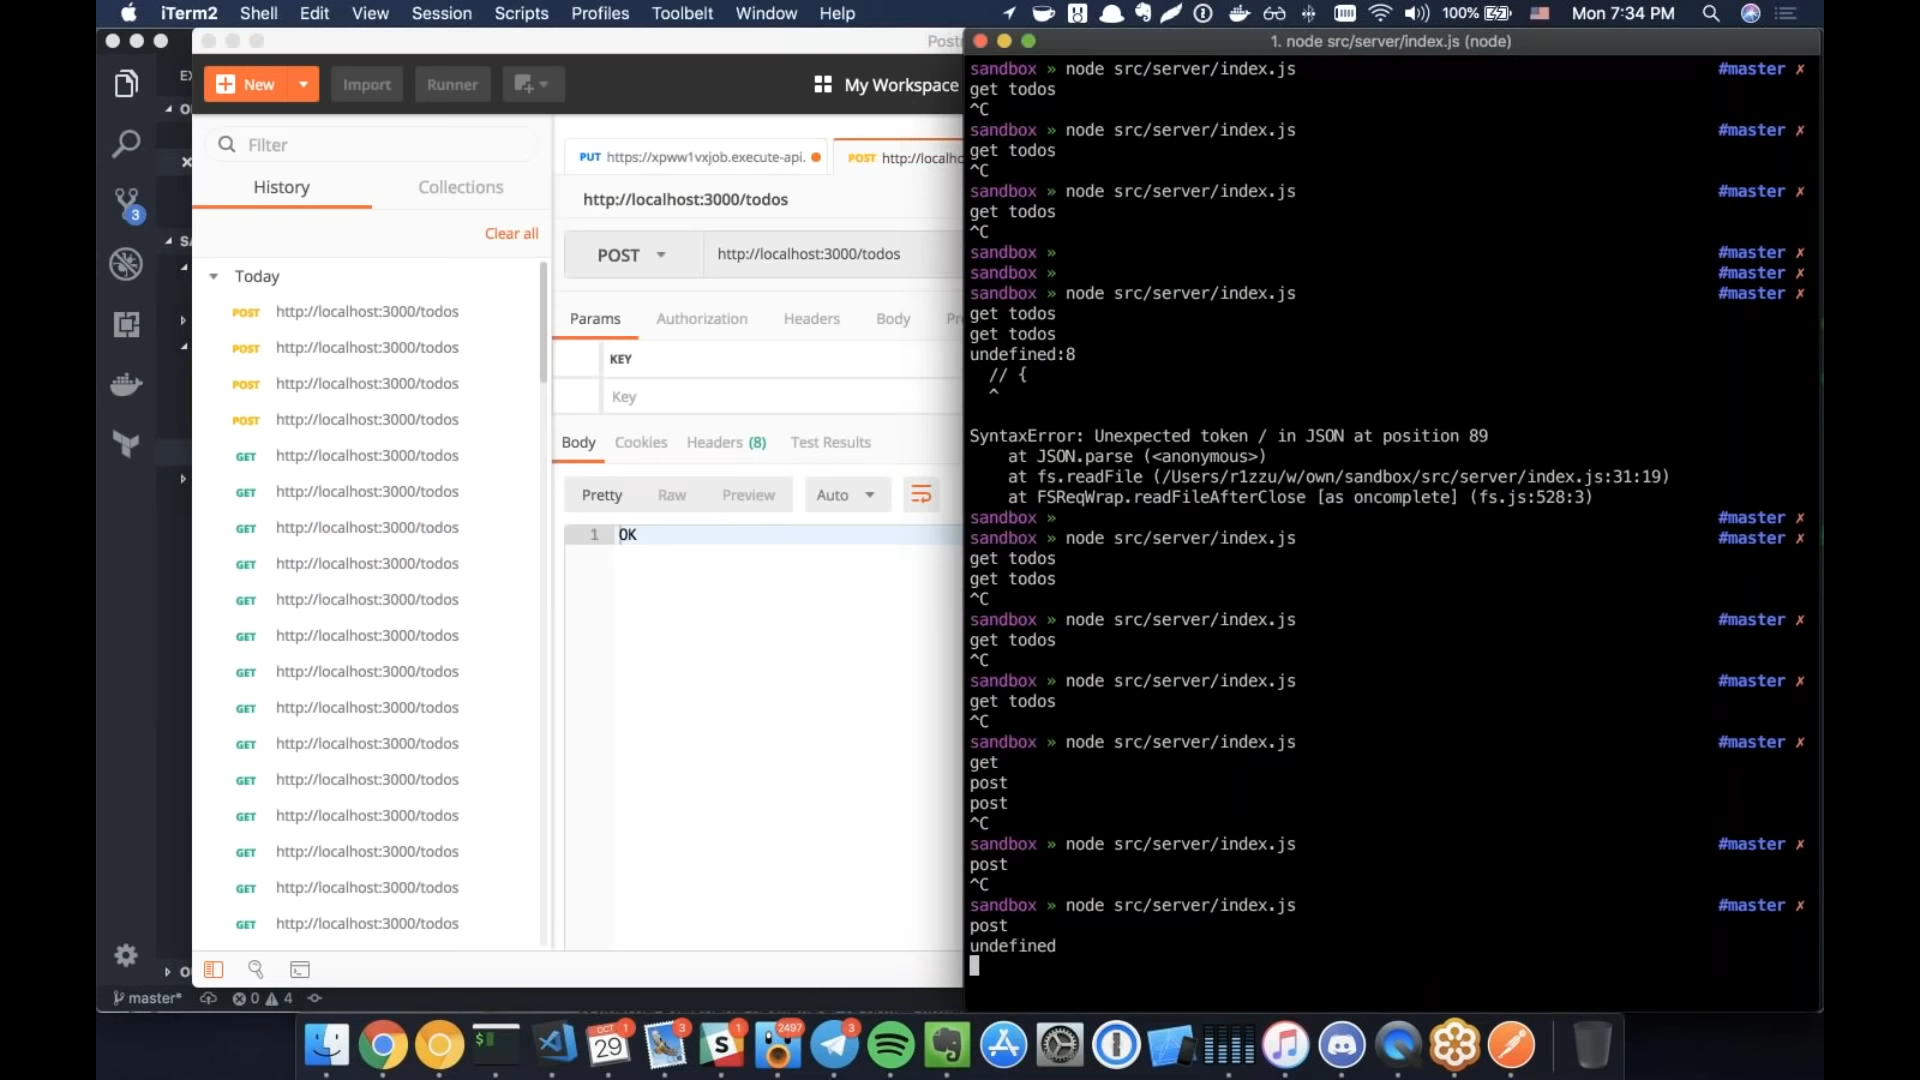 iTerm2 Shell Edit View Session Scripts Profiles Toolbelt Window Help 100% Mon 7:34 PM
Post
1. node src/server/index.js (node)
New Import Runner My Workspace
Filter
History Collections
Clear all
Today
POST http://localhost:3000/todos
POST http://localhost:3000/todos
POST http://localhost:3000/todos
POST http://localhost:3000/todos
GET http://localhost:3000/todos
GET http://localhost:3000/todos
GET http://localhost:3000/todos
GET http://localhost:3000/todos
GET http://localhost:3000/todos
GET http://localhost:3000/todos
GET http://localhost:3000/todos
GET http://localhost:3000/todos
GET http://localhost:3000/todos
GET http://localhost:3000/todos
GET http://localhost:3000/todos
GET http://localhost:3000/todos
GET http://localhost:3000/todos
GET http://localhost:3000/todos
3
master* 0 4
PUT https://xpww1vxjob.execute-api.
POST http://localho
http://localhost:3000/todos
POST http://localhost:3000/todos
Params Authorization Headers Body Pr
KEY
Key
Body Cookies Headers (8) Test Results
Pretty Raw Preview Auto
1 OK
sandbox » node src/server/index.js #master ✗
get todos
^C
sandbox » node src/server/index.js #master ✗
get todos
^C
sandbox » node src/server/index.js #master ✗
get todos
^C
sandbox » #master ✗
sandbox » #master ✗
sandbox » node src/server/index.js #master ✗
get todos
get todos
undefined:8
// {
^
SyntaxError: Unexpected token / in JSON at position 89
at JSON.parse (<anonymous>)
at fs.readFile (/Users/r1zzu/w/own/sandbox/src/server/index.js:31:19)
at FSReqWrap.readFileAfterClose [as oncomplete] (fs.js:528:3)
sandbox » #master ✗
sandbox » node src/server/index.js #master ✗
get todos
get todos
^C
sandbox » node src/server/index.js #master ✗
get todos
^C
sandbox » node src/server/index.js #master ✗
get todos
^C
sandbox » node src/server/index.js #master ✗
get
post
post
^C
sandbox » node src/server/index.js #master ✗
post
^C
sandbox » node src/server/index.js #master ✗
post
undefined
OCT 29 1 3 1 2497 3